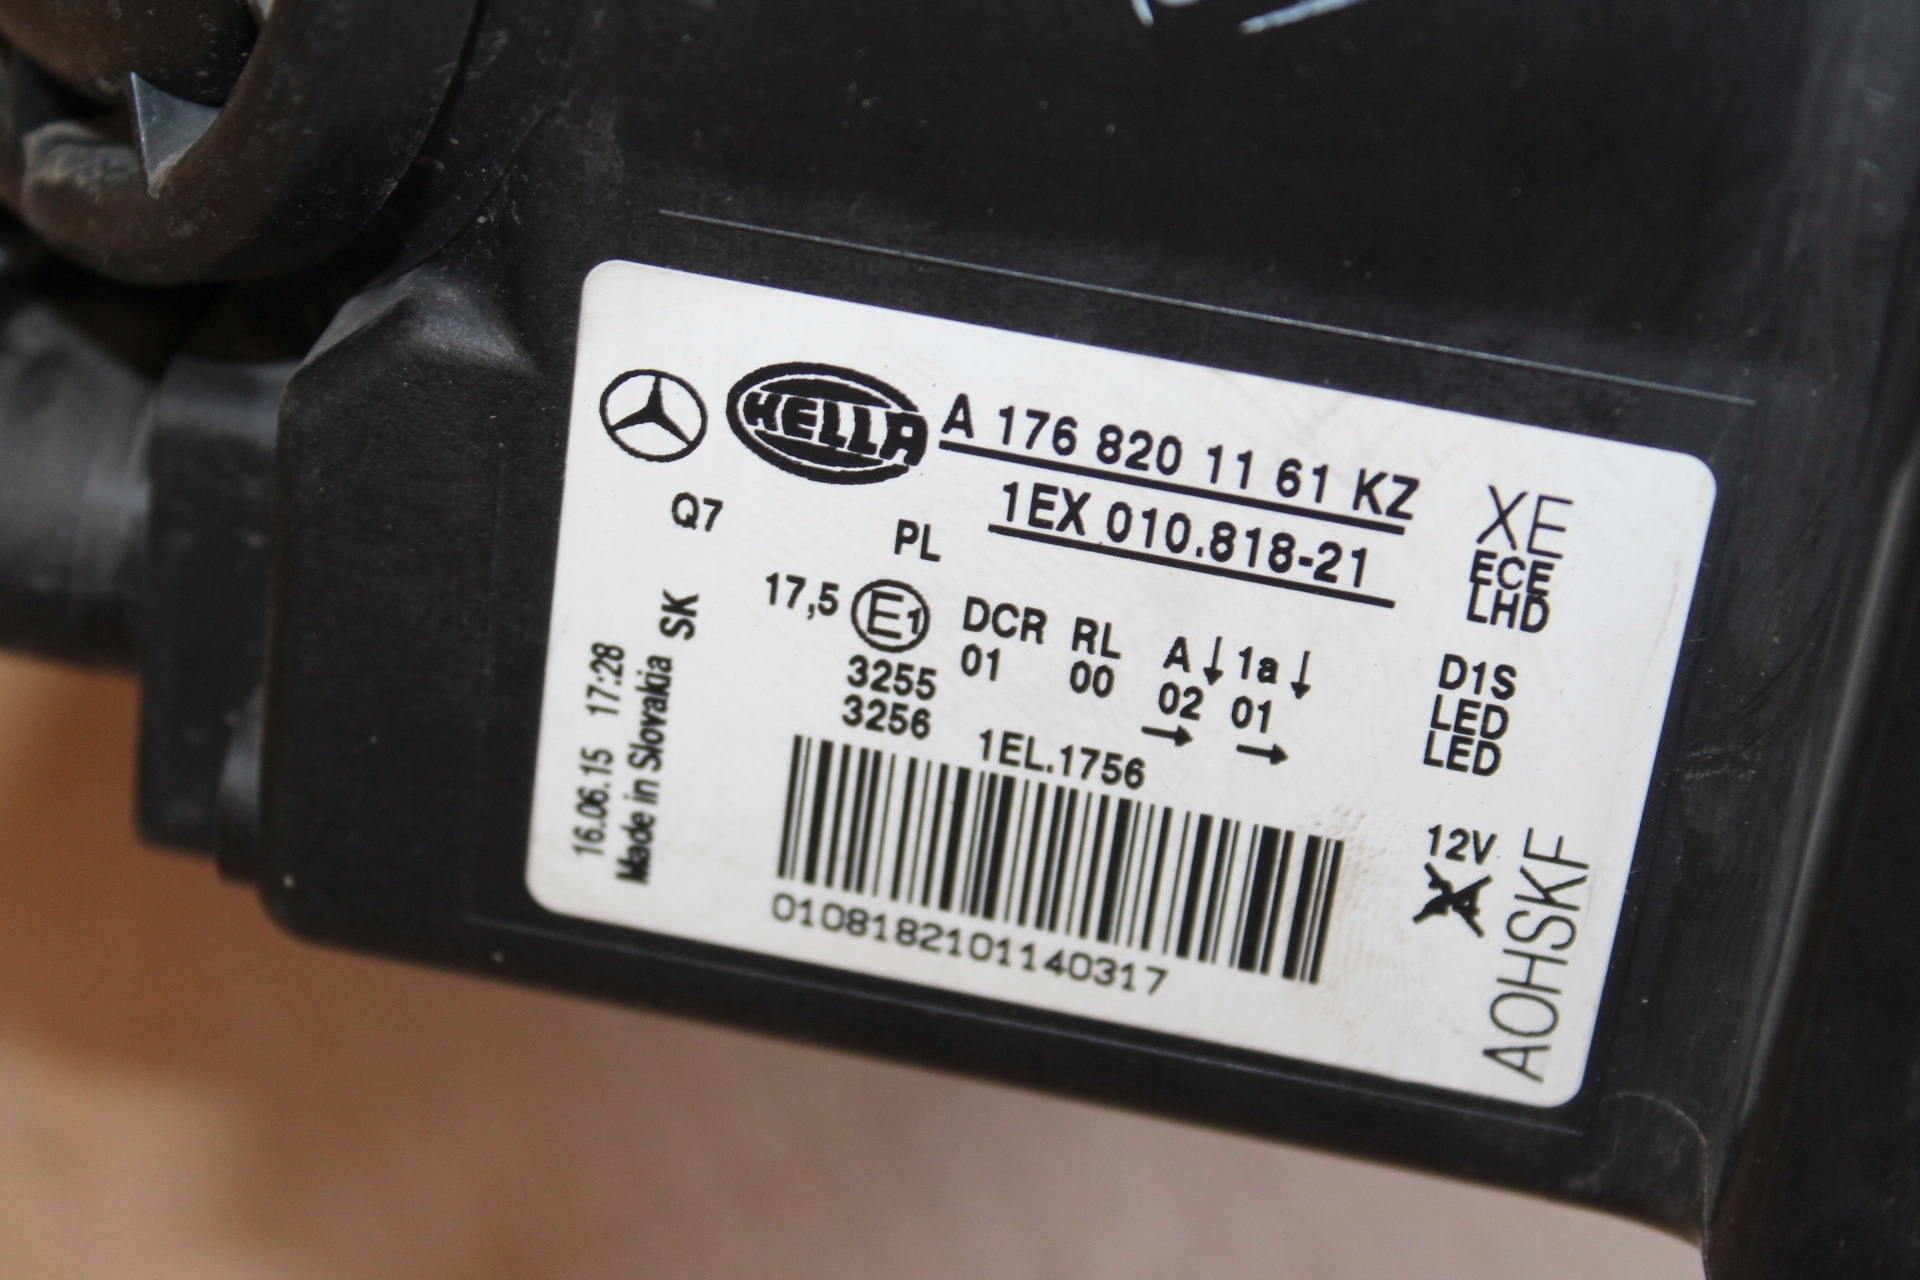 HELLA
A 176 820 11 61 KZ
1EX 010.818-21
XE
ECE
LHD
Q7
PL
17,5 E1 DCR RL A 1a
01 00 02 01
3255
3256
D1S
LED
LED
1EL.1756
12V
0108182101140317
AOHSKF
16.06.15 17:28
Made in Slovakia SK